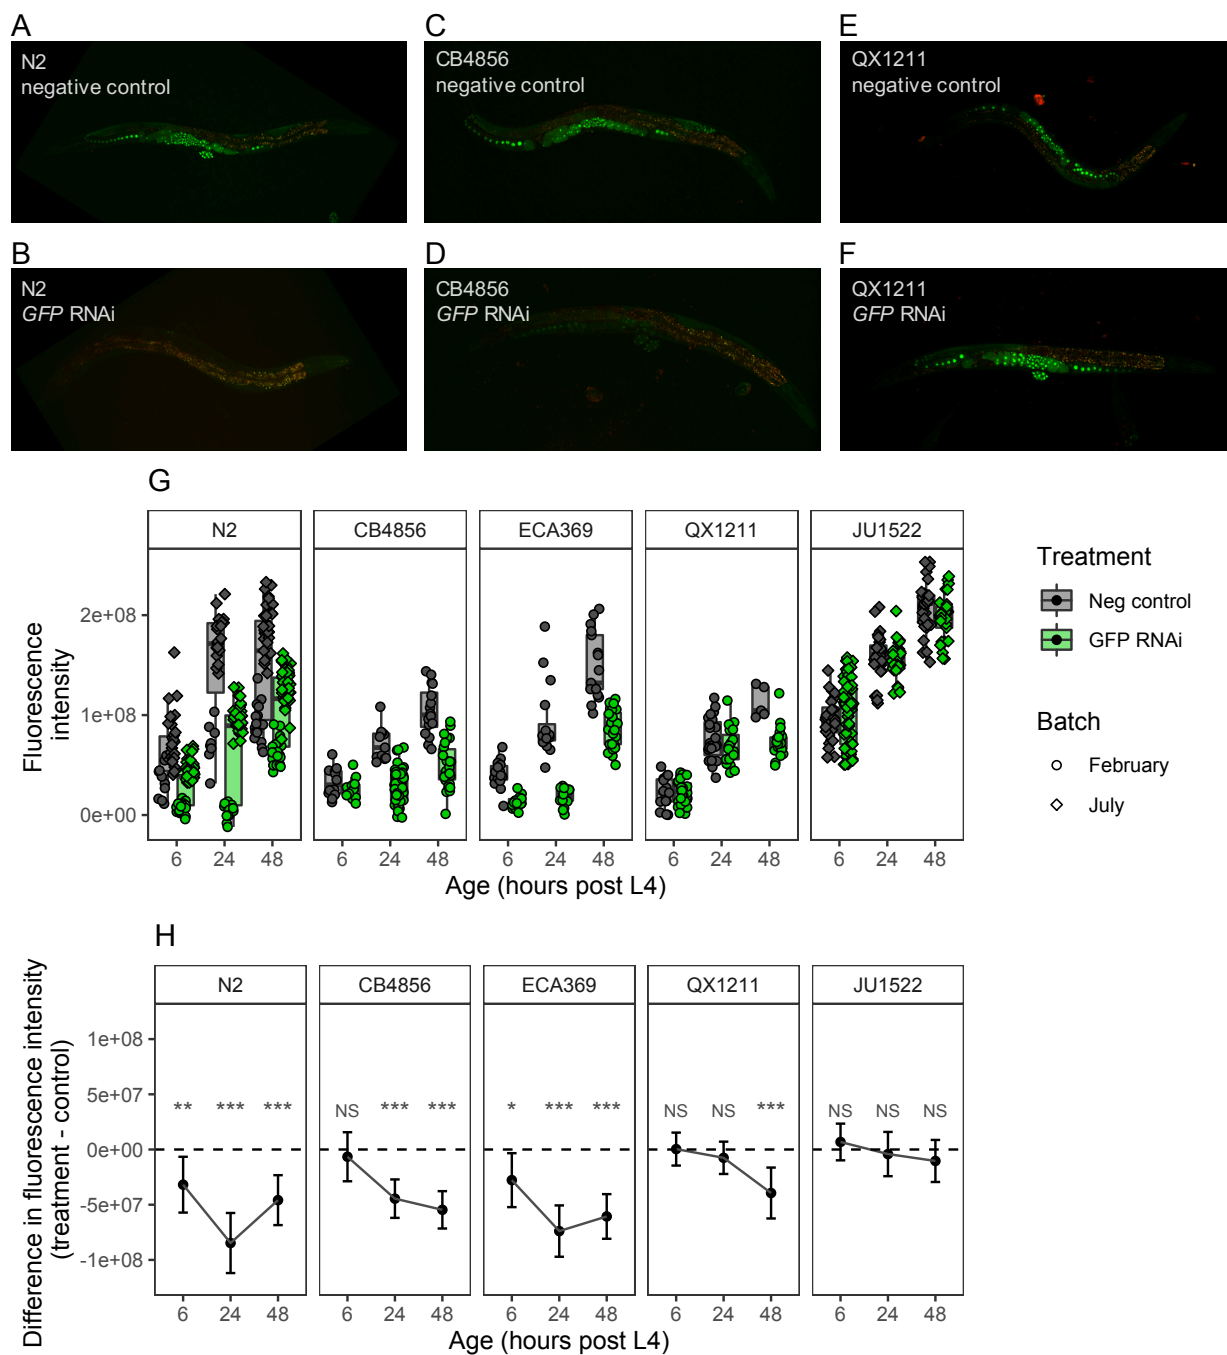 A
N2
negative control
C
CB4856
negative control
E
QX1211
negative control
B
N2
GFP RNAi
D
CB4856
GFP RNAi
F
QX1211
GFP RNAi
G
N2
CB4856
ECA369
QX1211
JU1522
Fluorescence
intensity
2e+08
1e+08
0e+00
6 24 48
6 24 48
6 24 48
6 24 48
6 24 48
Age (hours post L4)
Treatment
Neg control
GFP RNAi
Batch
February
July
H
N2
CB4856
ECA369
QX1211
JU1522
Difference in fluorescence intensity
(treatment - control)
1e+08
5e+07
0e+00
-5e+07
-1e+08
** *** ***
NS *** ***
* *** ***
NS NS ***
NS NS NS
6 24 48
6 24 48
6 24 48
6 24 48
6 24 48
Age (hours post L4)